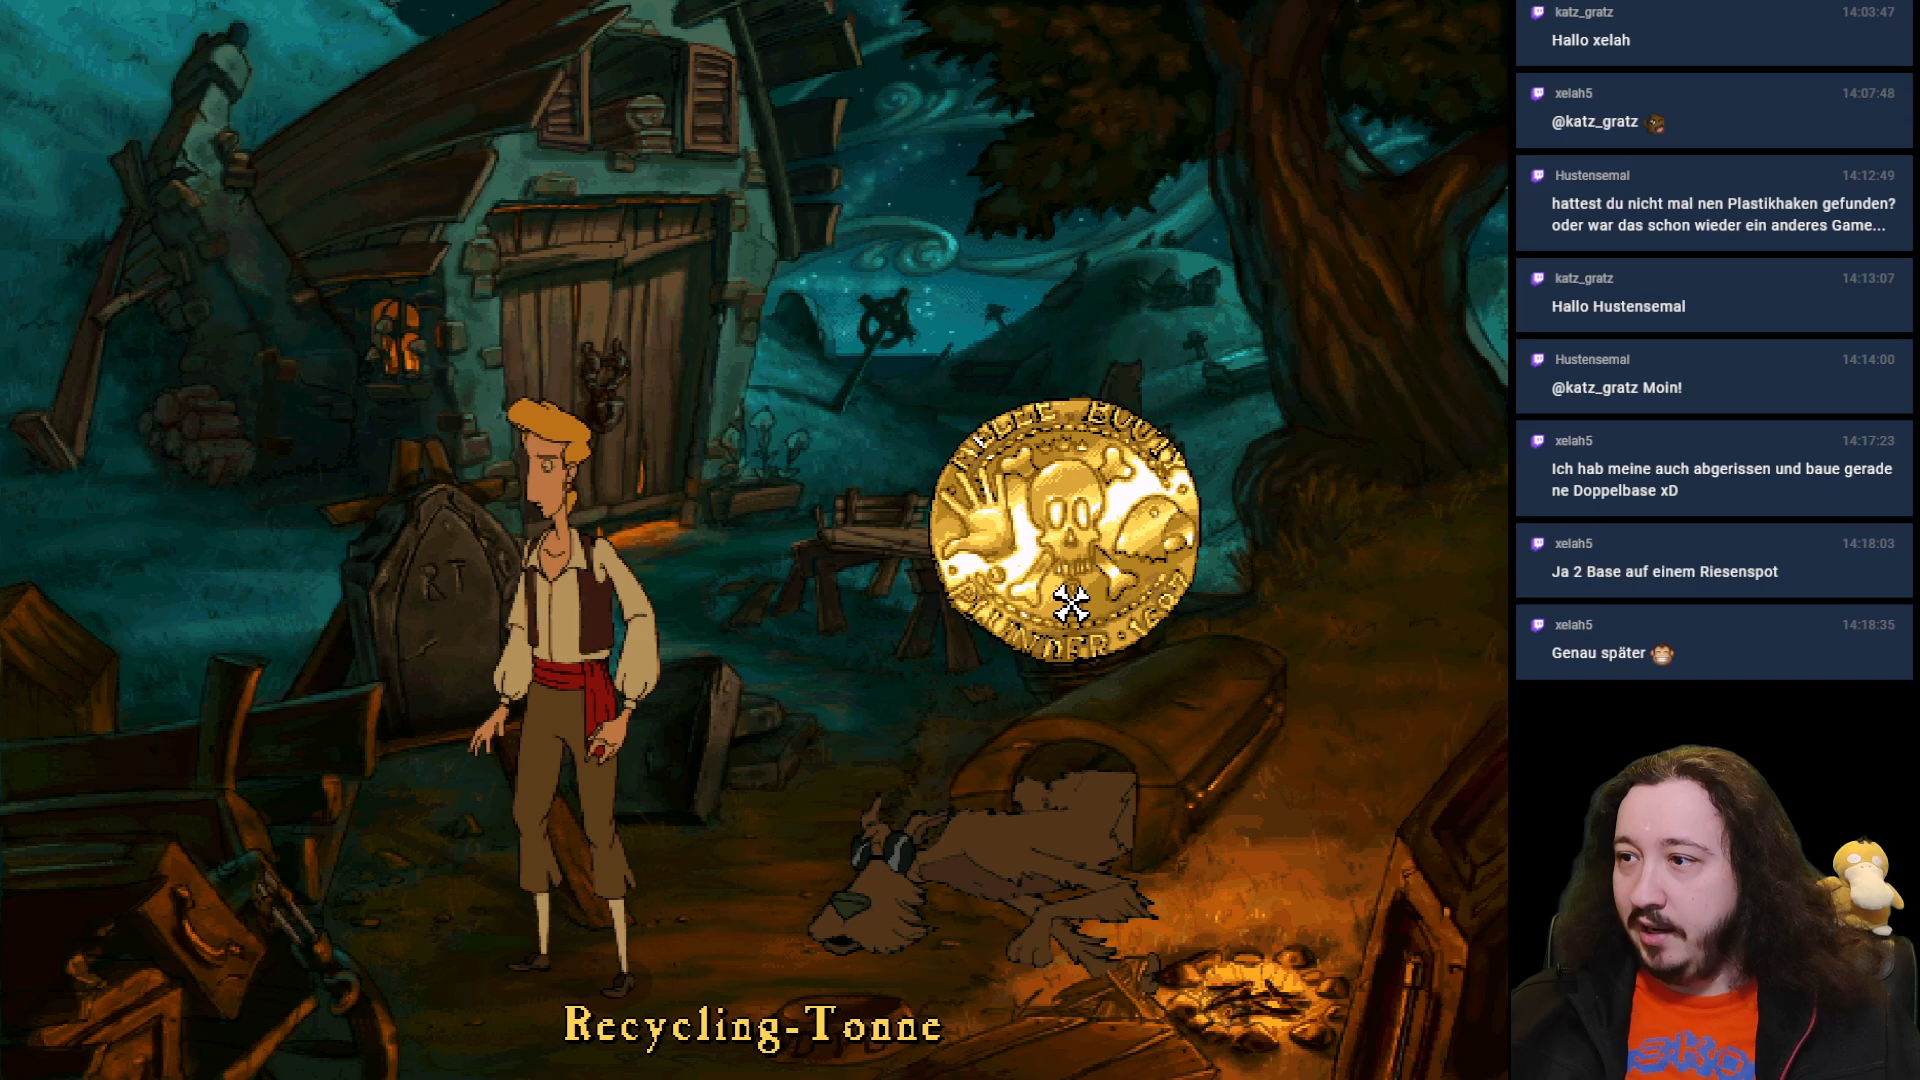 katz_gratz 14:03:47
Hallo xelah
xelah5 14:07:48
@katz_gratz
Hustensemal 14:12:49
hattest du nicht mal nen Plastikhaken gefunden?
oder war das schon wieder ein anderes Game...
katz_gratz 14:13:07
Hallo Hustensemal
Hustensemal 14:14:00
@katz_gratz Moin!
xelah5 14:17:23
Ich hab meine auch abgerissen und baue gerade
ne Doppelbase xD
xelah5 14:18:03
Ja 2 Base auf einem Riesenspot
xelah5 14:18:35
Genau später
RT
Recycling-Tonne